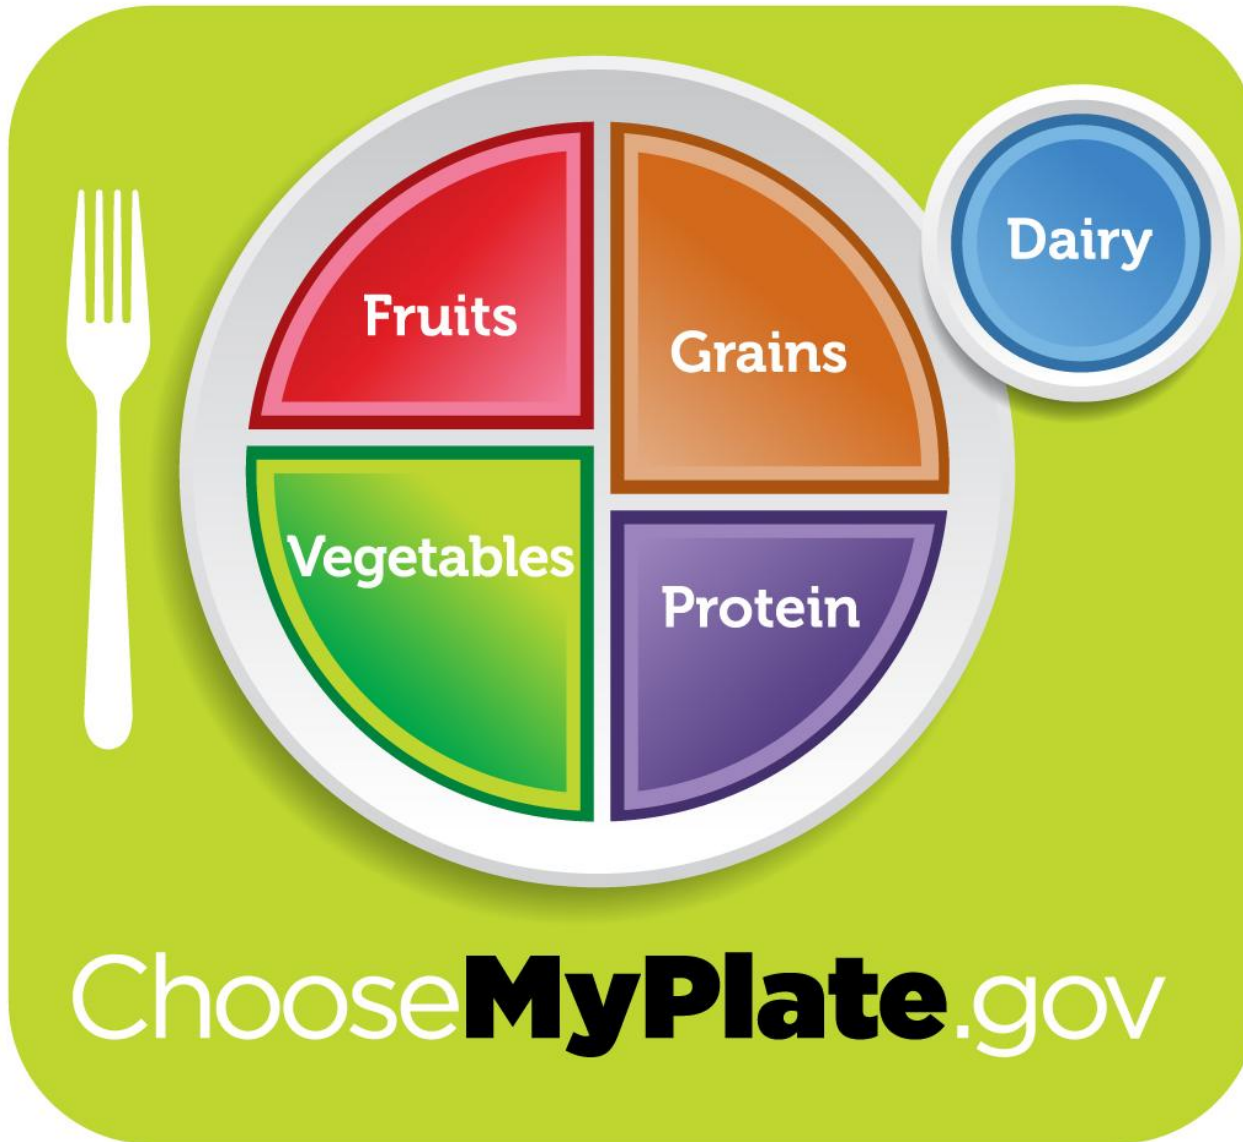 Fruits
Grains
Dairy
Vegetables
Protein
ChooseMyPlate.gov